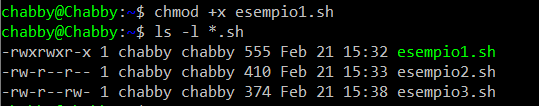 chabby@Chabby:~$ chmod +x esempio1.sh
chabby@Chabby:~$ ls -l *.sh
-rwxrwxr-x 1 chabby chabby 555 Feb 21 15:32 esempio1.sh
-rw-r--r-- 1 chabby chabby 410 Feb 21 15:33 esempio2.sh
-rw-r--rw- 1 chabby chabby 374 Feb 21 15:38 esempio3.sh